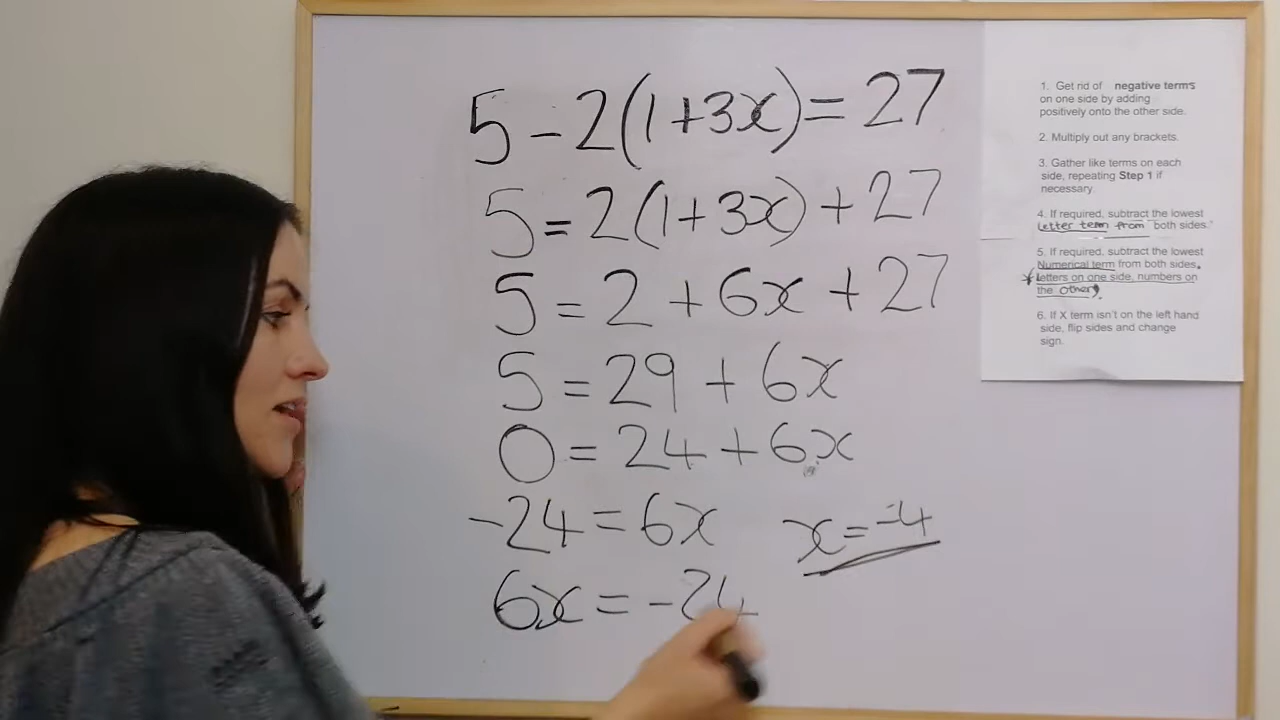 5 - 2(1 + 3x) = 27
5 = 2(1 + 3x) + 27
5 = 2 + 6x + 27
5 = 29 + 6x
0 = 24 + 6x
-24 = 6x
x = -4
6x = -24
1. Get rid of negative terms
on one side by adding
positively onto the other side.
2. Multiply out any brackets.
3. Gather like terms on each
side, repeating Step 1 if
necessary.
4. If required, subtract the lowest
letter term from both sides.
5. If required, subtract the lowest
Numerical term from both sides,
* letters on one side, numbers on
the other.
6. If X term isn't on the left hand
side, flip sides and change
sign.